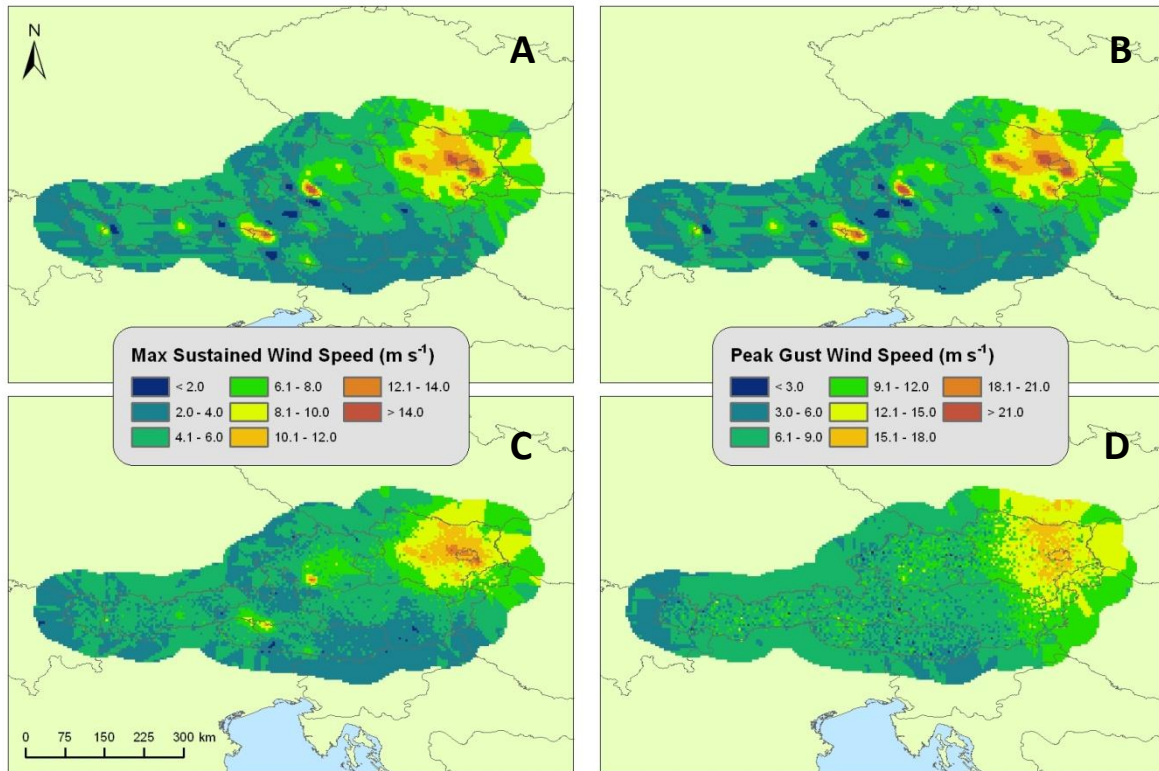 N
A
B
Max Sustained Wind Speed (m s⁻¹)
< 2.0
6.1 - 8.0
12.1 - 14.0
2.0 - 4.0
8.1 - 10.0
> 14.0
4.1 - 6.0
10.1 - 12.0
Peak Gust Wind Speed (m s⁻¹)
< 3.0
9.1 - 12.0
18.1 - 21.0
3.0 - 6.0
12.1 - 15.0
> 21.0
6.1 - 9.0
15.1 - 18.0
C
D
0 75 150 225 300 km